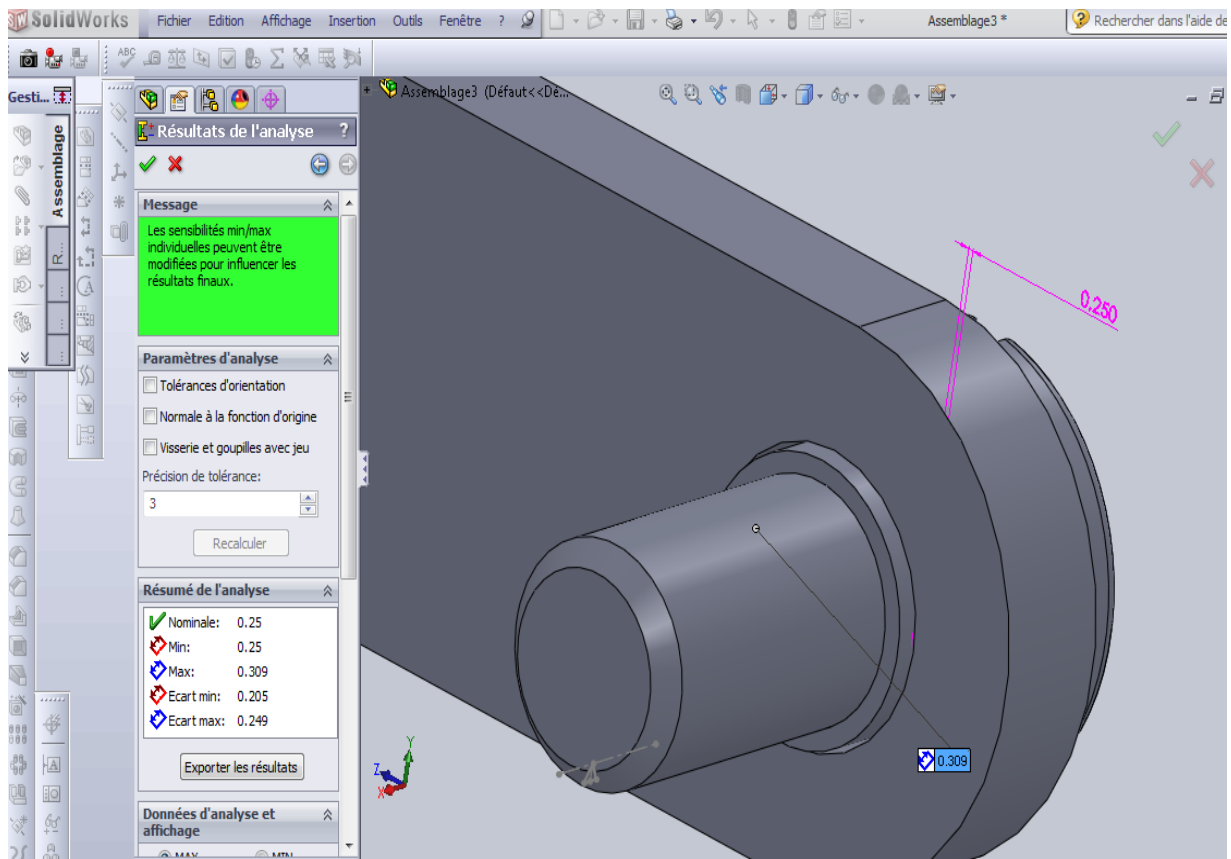 SolidWorks Fichier Edition Affichage Insertion Outils Fenêtre ? Assemblage3 * Rechercher dans l'aide de
ABC
Gesti...
Assemblage
R...
...
...
...
Assemblage3 (Défaut<<Dé...
Résultats de l'analyse ?
Message
Les sensibilités min/max
individuelles peuvent être
modifiées pour influencer les
résultats finaux.
Paramètres d'analyse
Tolérances d'orientation
Normale à la fonction d'origine
Visserie et goupilles avec jeu
Précision de tolérance:
3
Recalculer
Résumé de l'analyse
Nominale: 0.25
Min: 0.25
Max: 0.309
Ecart min: 0.205
Ecart max: 0.249
Exporter les résultats
Données d'analyse et
affichage
MAX MIN
0.250
0.309
Y
Z
X